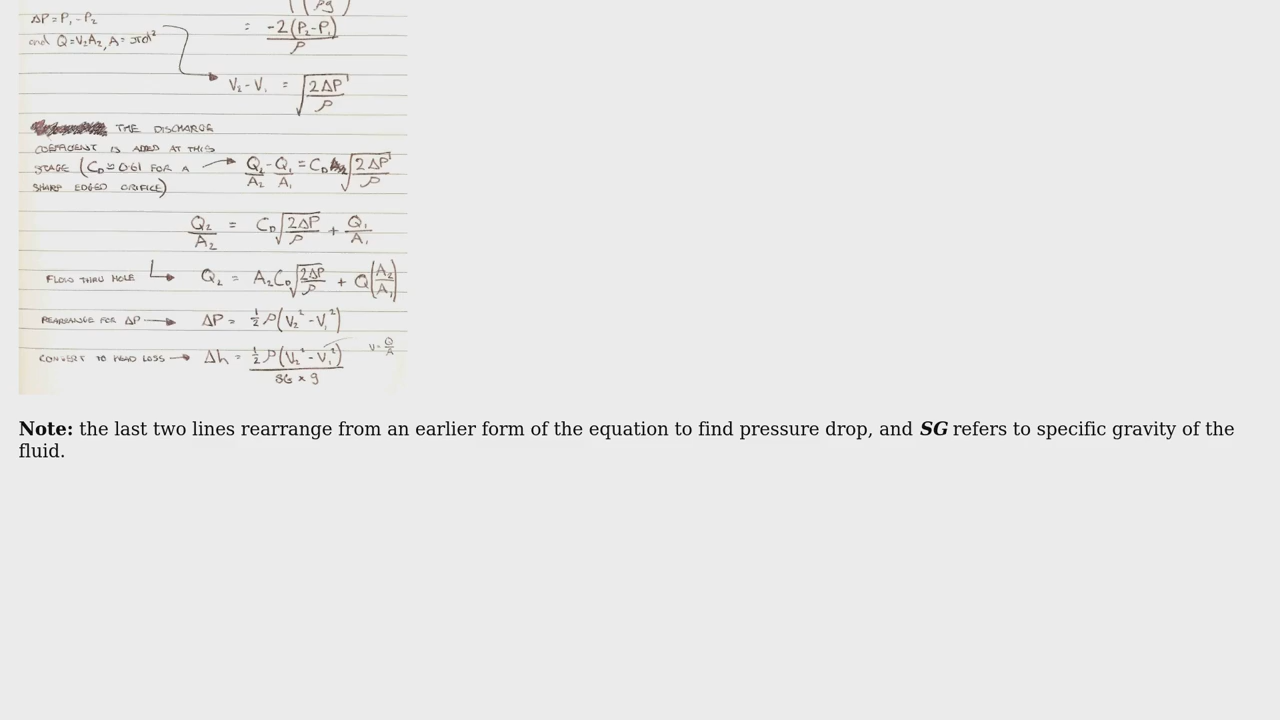 ρg
ΔP = P₁ - P₂
= -2(P₂-P₁)
ρ
and Q=V₂A₂, A= πd²
V₂ - V₁ = √2ΔP
ρ
THE DISCHARGE
COEFFICIENT IS ADDED AT THIS
STAGE (C_D ≅ 0.61 FOR A → Q₂/A₂ - Q₁/A₁ = C_D √2ΔP/ρ
SHARP EDGED ORIFICE)
Q₂/A₂ = C_D √2ΔP/ρ + Q₁/A₁
FLOW THRU HOLE → Q₂ = A₂C_D √2ΔP/ρ + Q(A₂/A₁)
REARRANGE FOR ΔP → ΔP = ½ρ(V₂² - V₁²)
CONVERT TO HEAD LOSS → Δh = ½ρ(V₂² - V₁²) V = Q/A
SG × g
Note: the last two lines rearrange from an earlier form of the equation to find pressure drop, and SG refers to specific gravity of the
fluid.